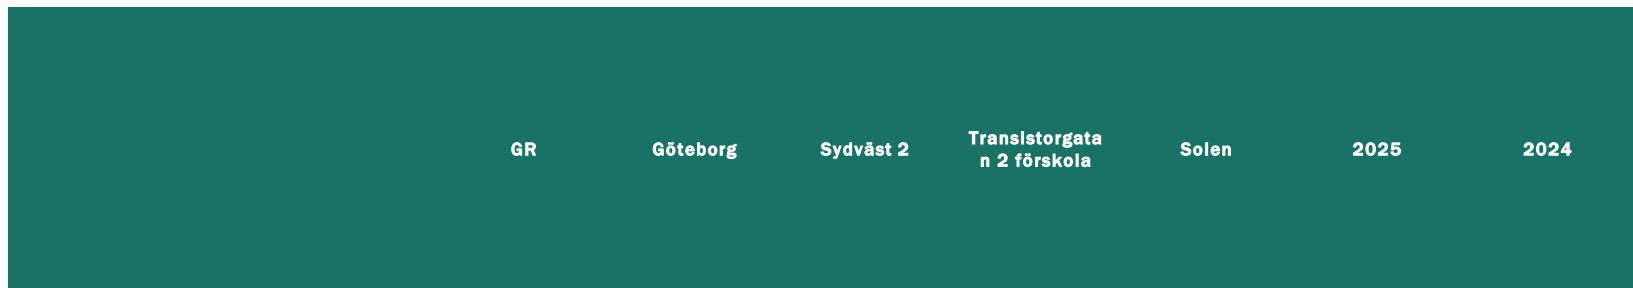 GR
Göteborg
Sydväst 2
Transistorgata
n 2 förskola
Solen
2025
2024